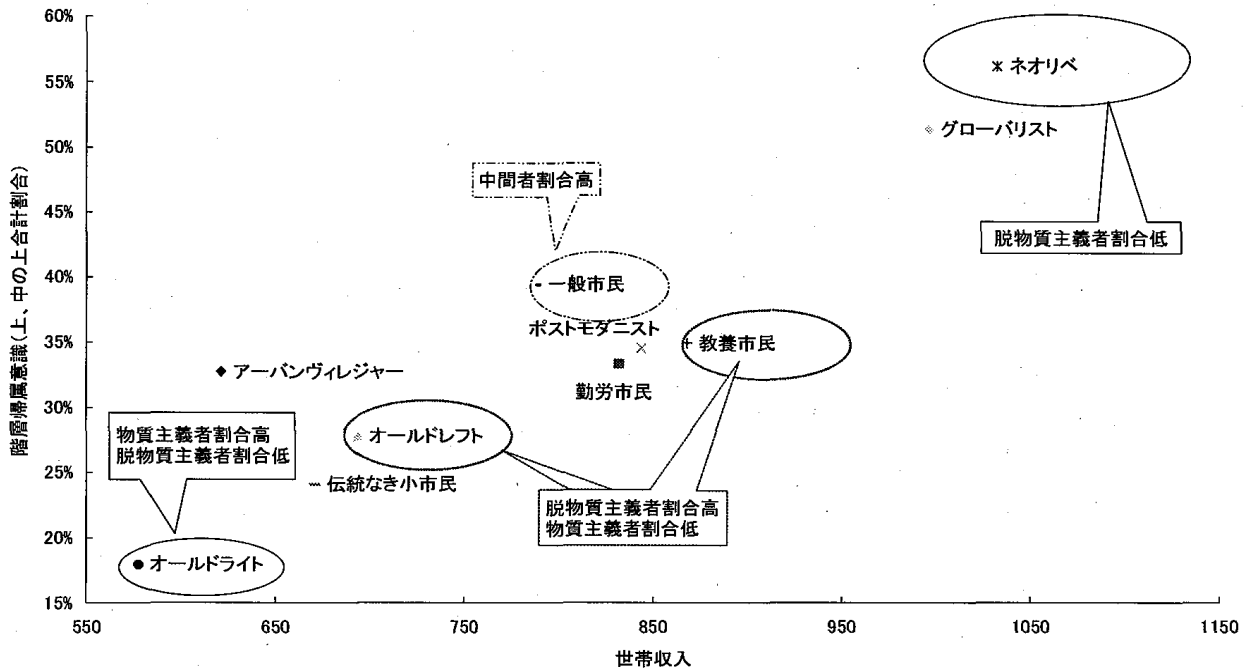 階層帰属意識(上、中の上合計割合)
60%
55%
50%
45%
40%
35%
30%
25%
20%
15%
ネオリベ
グローバリスト
中間者割合高
脱物質主義者割合低
一般市民
ポストモダニスト
教養市民
勤労市民
アーバンヴィレジャー
オールドレフト
物質主義者割合高
脱物質主義者割合低
伝統なき小市民
脱物質主義者割合高
物質主義者割合低
オールドライト
550
650
750
850
950
1050
1150
世帯収入